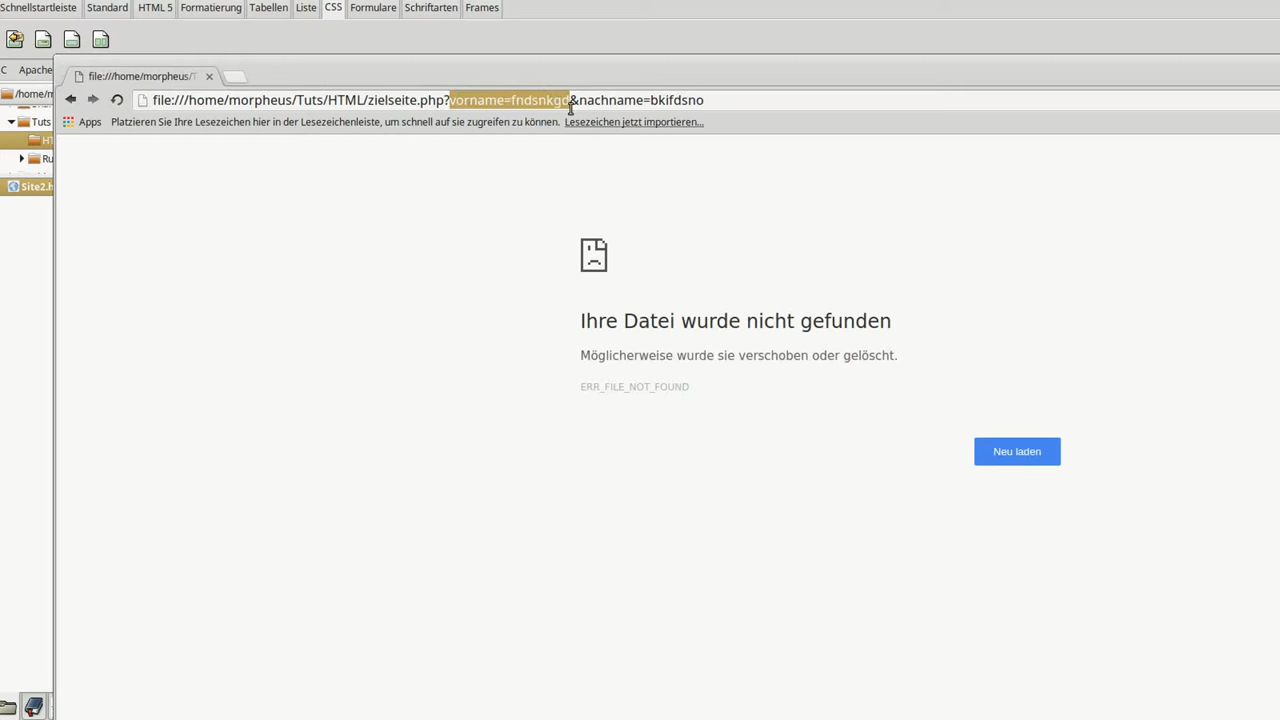 Schnellstartleiste Standard HTML 5 Formatierung Tabellen Liste CSS Formulare Schriftarten Frames
C Apache
file:///home/morpheus/T
/home/m
file:///home/morpheus/Tuts/HTML/zielseite.php?vorname=fndsnkgd&nachname=bkifdsno
Tuts
Apps Platzieren Sie Ihre Lesezeichen hier in der Lesezeichenleiste, um schnell auf sie zugreifen zu können. Lesezeichen jetzt importieren...
HT
Ru
Site2.h
Ihre Datei wurde nicht gefunden
Möglicherweise wurde sie verschoben oder gelöscht.
ERR_FILE_NOT_FOUND
Neu laden